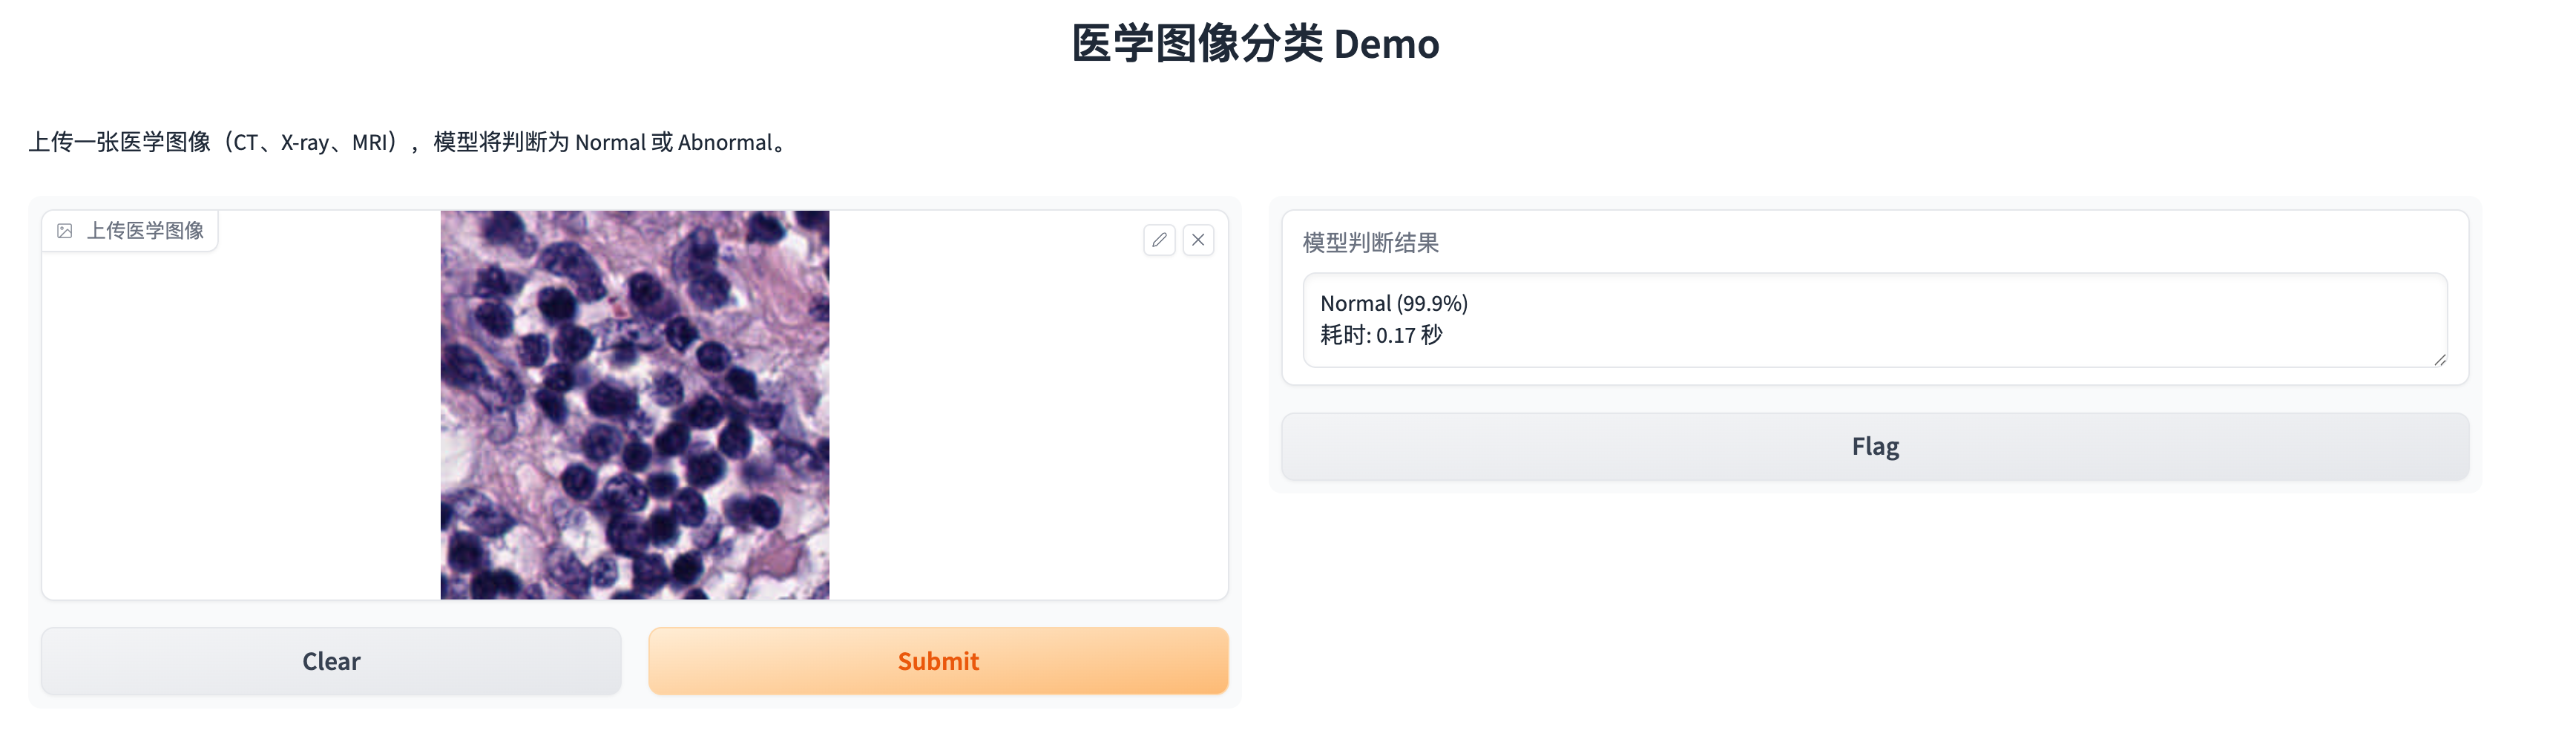 医学图像分类 Demo
上传一张医学图像（CT、X-ray、MRI），模型将判断为 Normal 或 Abnormal。
上传医学图像
模型判断结果
Normal (99.9%)
耗时: 0.17 秒
Flag
Clear
Submit